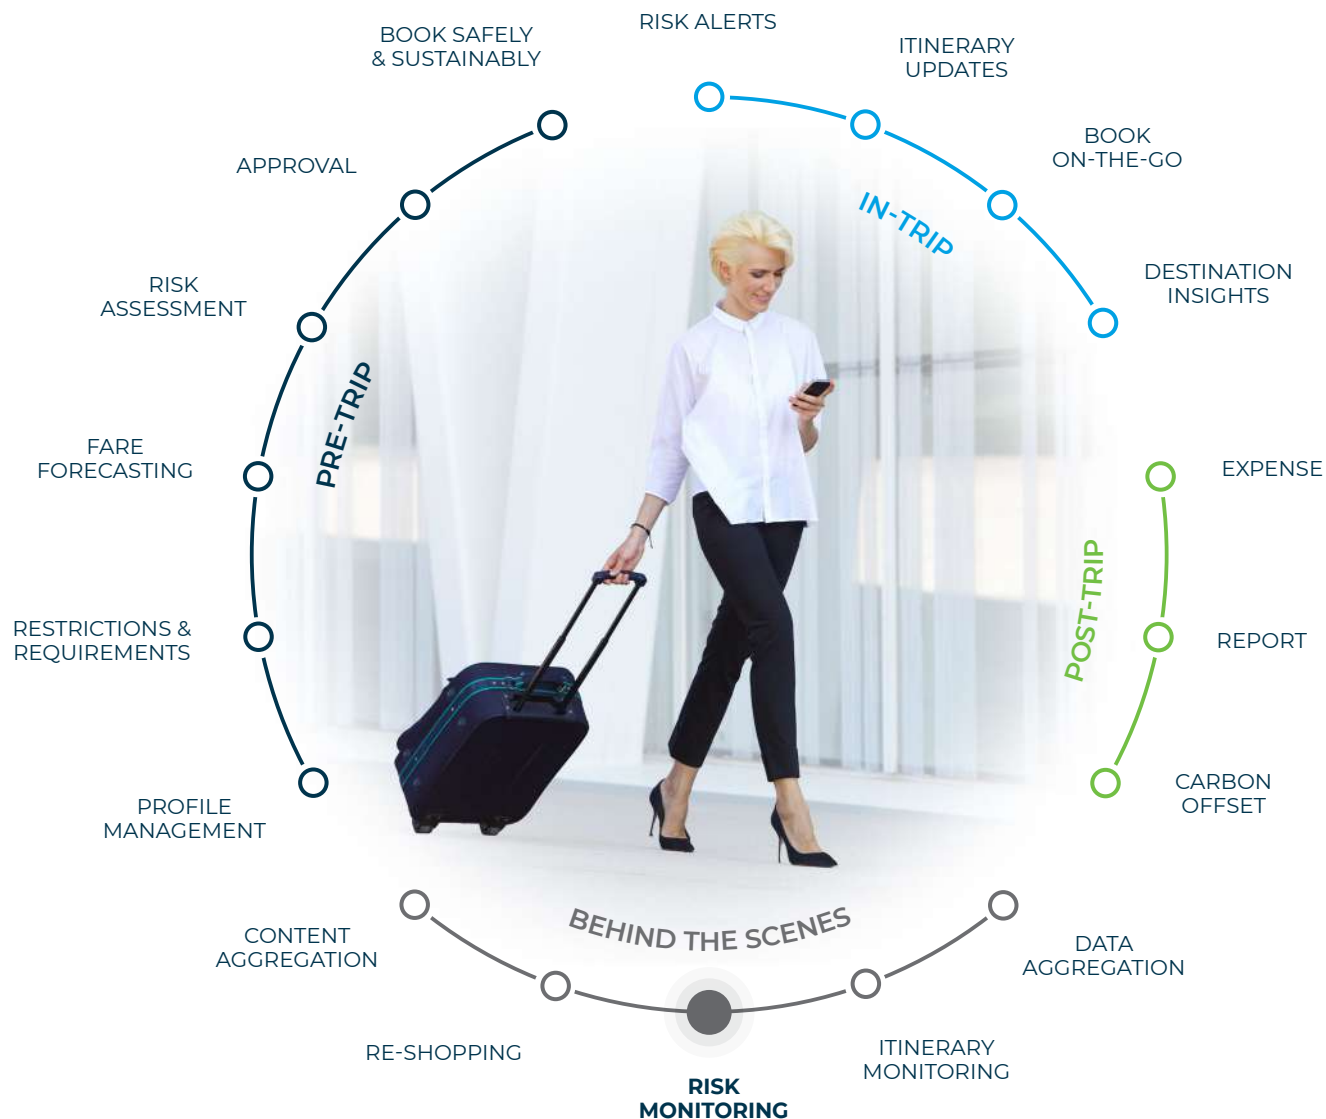 RISK ALERTS
BOOK SAFELY
& SUSTAINABLY
ITINERARY
UPDATES
BOOK
ON-THE-GO
APPROVAL
IN-TRIP
DESTINATION
INSIGHTS
RISK
ASSESSMENT
PRE-TRIP
FARE
FORECASTING
EXPENSE
POST-TRIP
RESTRICTIONS &
REQUIREMENTS
REPORT
CARBON
OFFSET
PROFILE
MANAGEMENT
BEHIND THE SCENES
CONTENT
AGGREGATION
DATA
AGGREGATION
RE-SHOPPING
ITINERARY
MONITORING
RISK
MONITORING